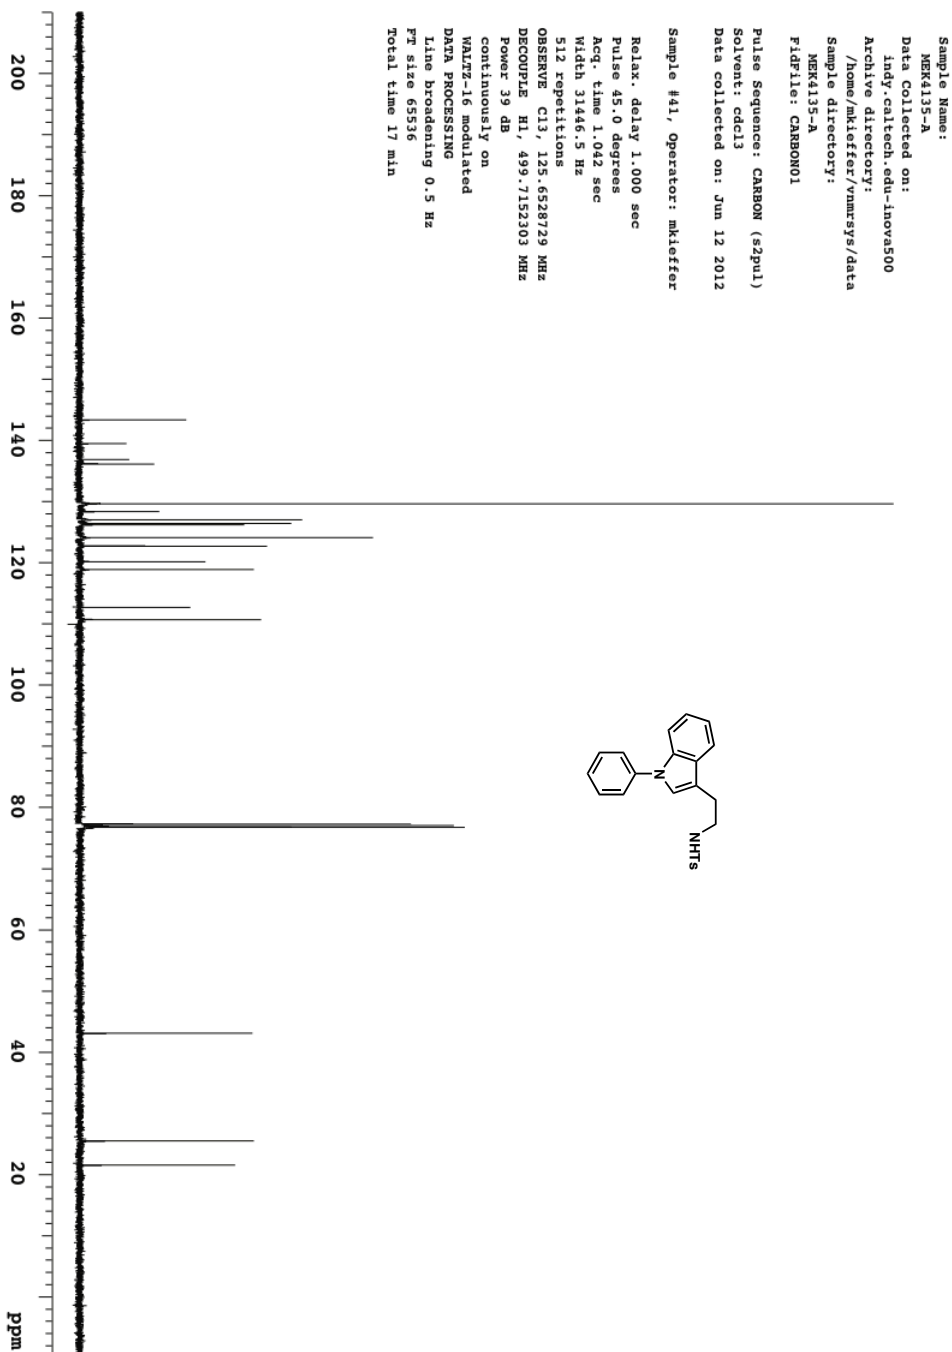 Sample Name:
MEK4135-A
Data Collected on:
indy.caltech.edu-inova500
Archive directory:
/home/mkieffer/vnmrsys/data
Sample directory:
MEK4135-A
FidFile: CARBON01
Pulse Sequence: CARBON (s2pul)
Solvent: cdcl3
Data collected on: Jun 12 2012
Sample #41, Operator: mkieffer
Relax. delay 1.000 sec
Pulse 45.0 degrees
Acq. time 1.042 sec
Width 31446.5 Hz
512 repetitions
OBSERVE C13, 125.6528729 MHz
DECOUPLE H1, 499.7152303 MHz
Power 39 dB
continuously on
WALTZ-16 modulated
DATA PROCESSING
Line broadening 0.5 Hz
FT size 65536
Total time 17 min
N
NHTs
200 180 160 140 120 100 80 60 40 20 ppm